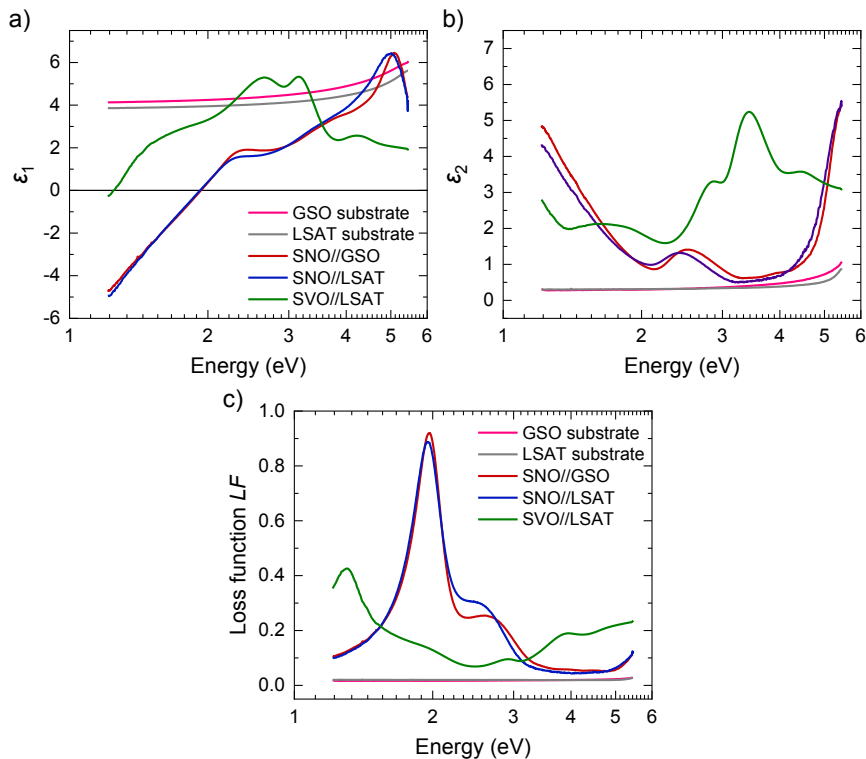 a)
6
4
2
0
-2
-4
-6
ε1
1
2
3
4
5
6
Energy (eV)
GSO substrate
LSAT substrate
SNO//GSO
SNO//LSAT
SVO//LSAT
b)
7
6
5
4
3
2
1
0
ε2
1
2
3
4
5
6
Energy (eV)
c)
1.0
0.8
0.6
0.4
0.2
0.0
Loss function LF
1
2
3
4
5
6
Energy (eV)
GSO substrate
LSAT substrate
SNO//GSO
SNO//LSAT
SVO//LSAT